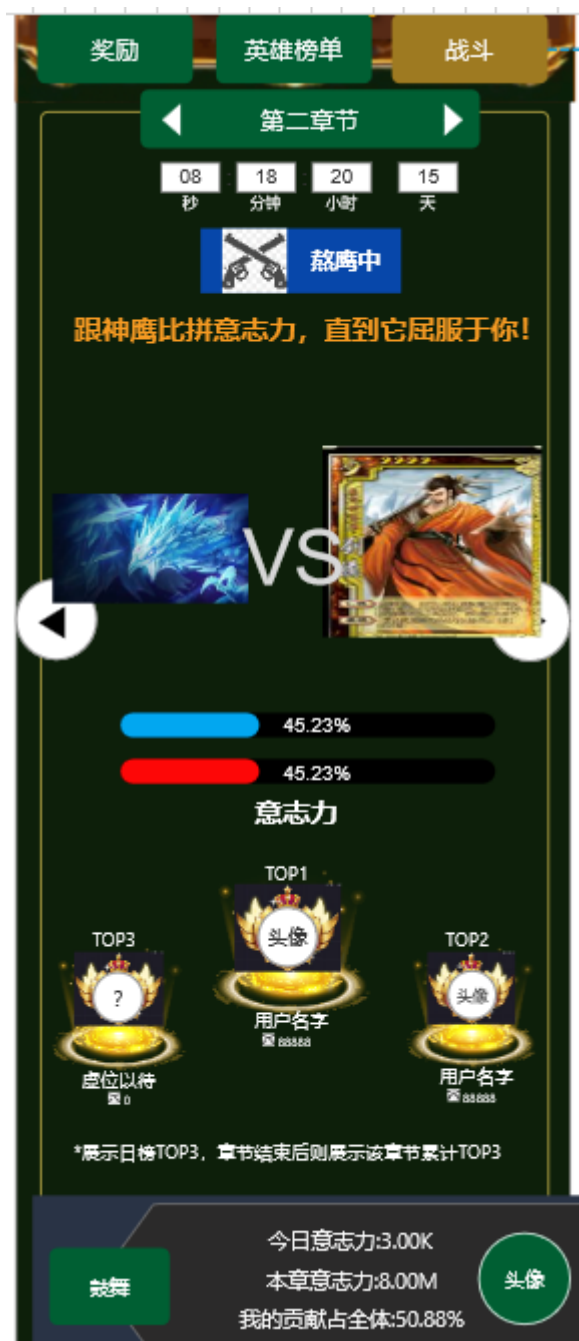 奖励 英雄榜单 战斗
第二章节
08 : 18 : 20 15
秒 分钟 小时 天
熬鹰中
跟神鹰比拼意志力，直到它屈服于你！
VS
45.23%
45.23%
意志力
TOP1
头像
用户名字
88888
TOP3
?
虚位以待
0
TOP2
头像
用户名字
88888
*展示日榜TOP3，章节结束后则展示该章节累计TOP3
鼓舞
今日意志力:3.00K
本章意志力:8.00M
我的贡献占全体:50.88%
头像